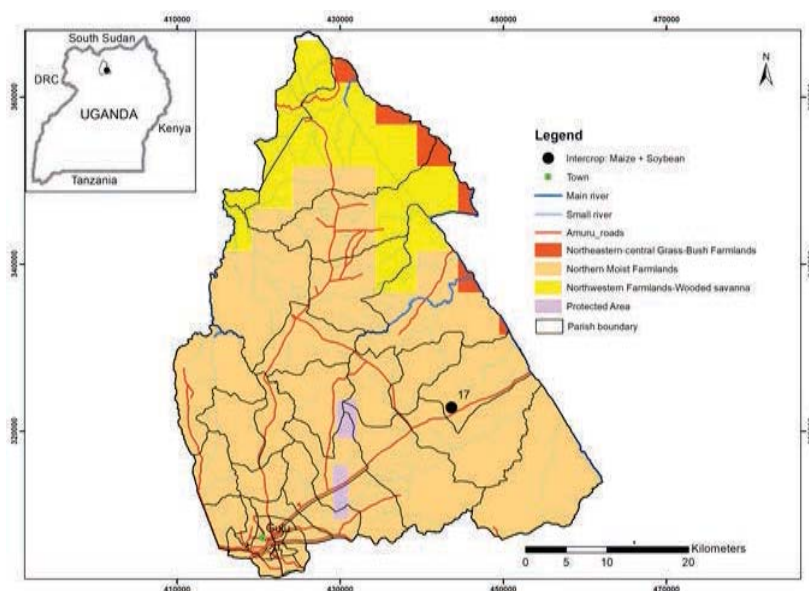 410000 430000 450000 470000
South Sudan
DRC
UGANDA
Kenya
Tanzania
N
360000
340000
320000
Legend
Intercrop: Maize + Soybean
Town
Main river
Small river
Amuru_roads
Northeastern-central Grass-Bush Farmlands
Northern Moist Farmlands
Northwestern Farmlands-Wooded savanna
Protected Area
Parish boundary
17
Gulu
Kilometers
0 5 10 20
410000 430000 450000 470000